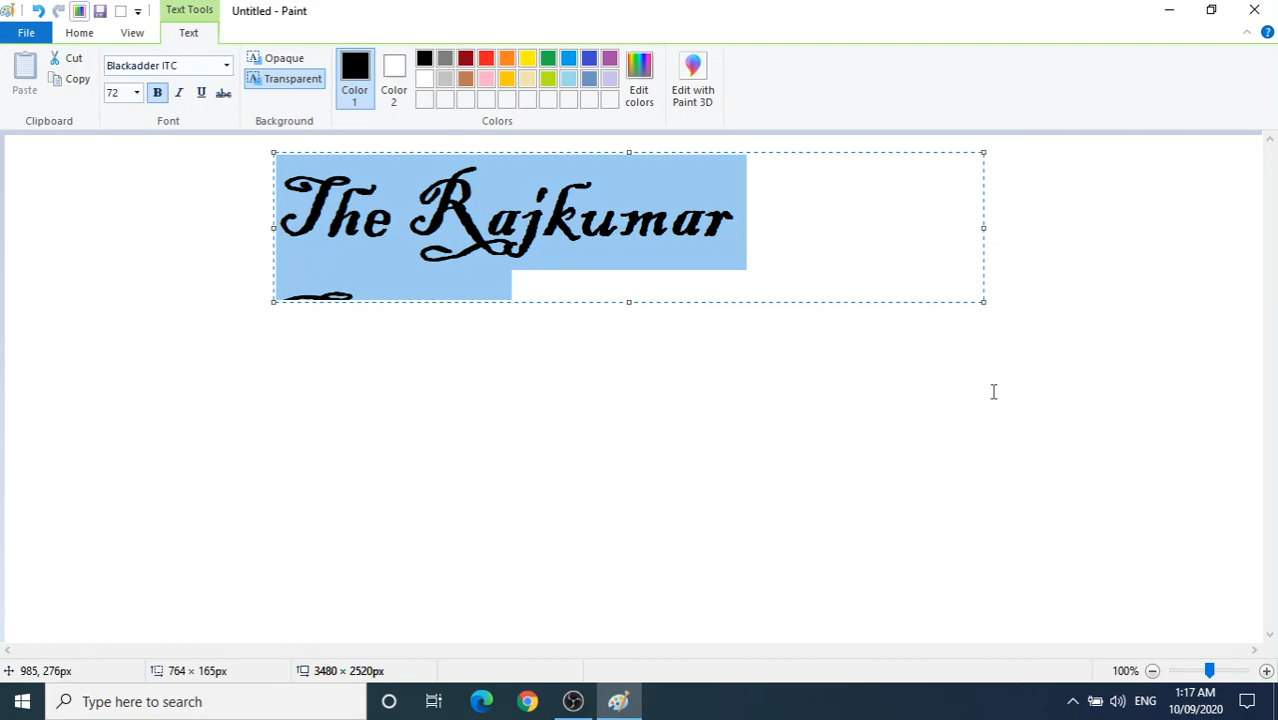 Text Tools
Untitled - Paint
File
Home
View
Text
Paste
Cut
Copy
Clipboard
Blackadder ITC
72
B
I
U
abc
Font
A Opaque
A Transparent
Background
Color 1
Color 2
Edit colors
Colors
Edit with Paint 3D
The Rajkumar
985, 276px
764 × 165px
3480 × 2520px
100%
Type here to search
ENG
1:17 AM
10/09/2020